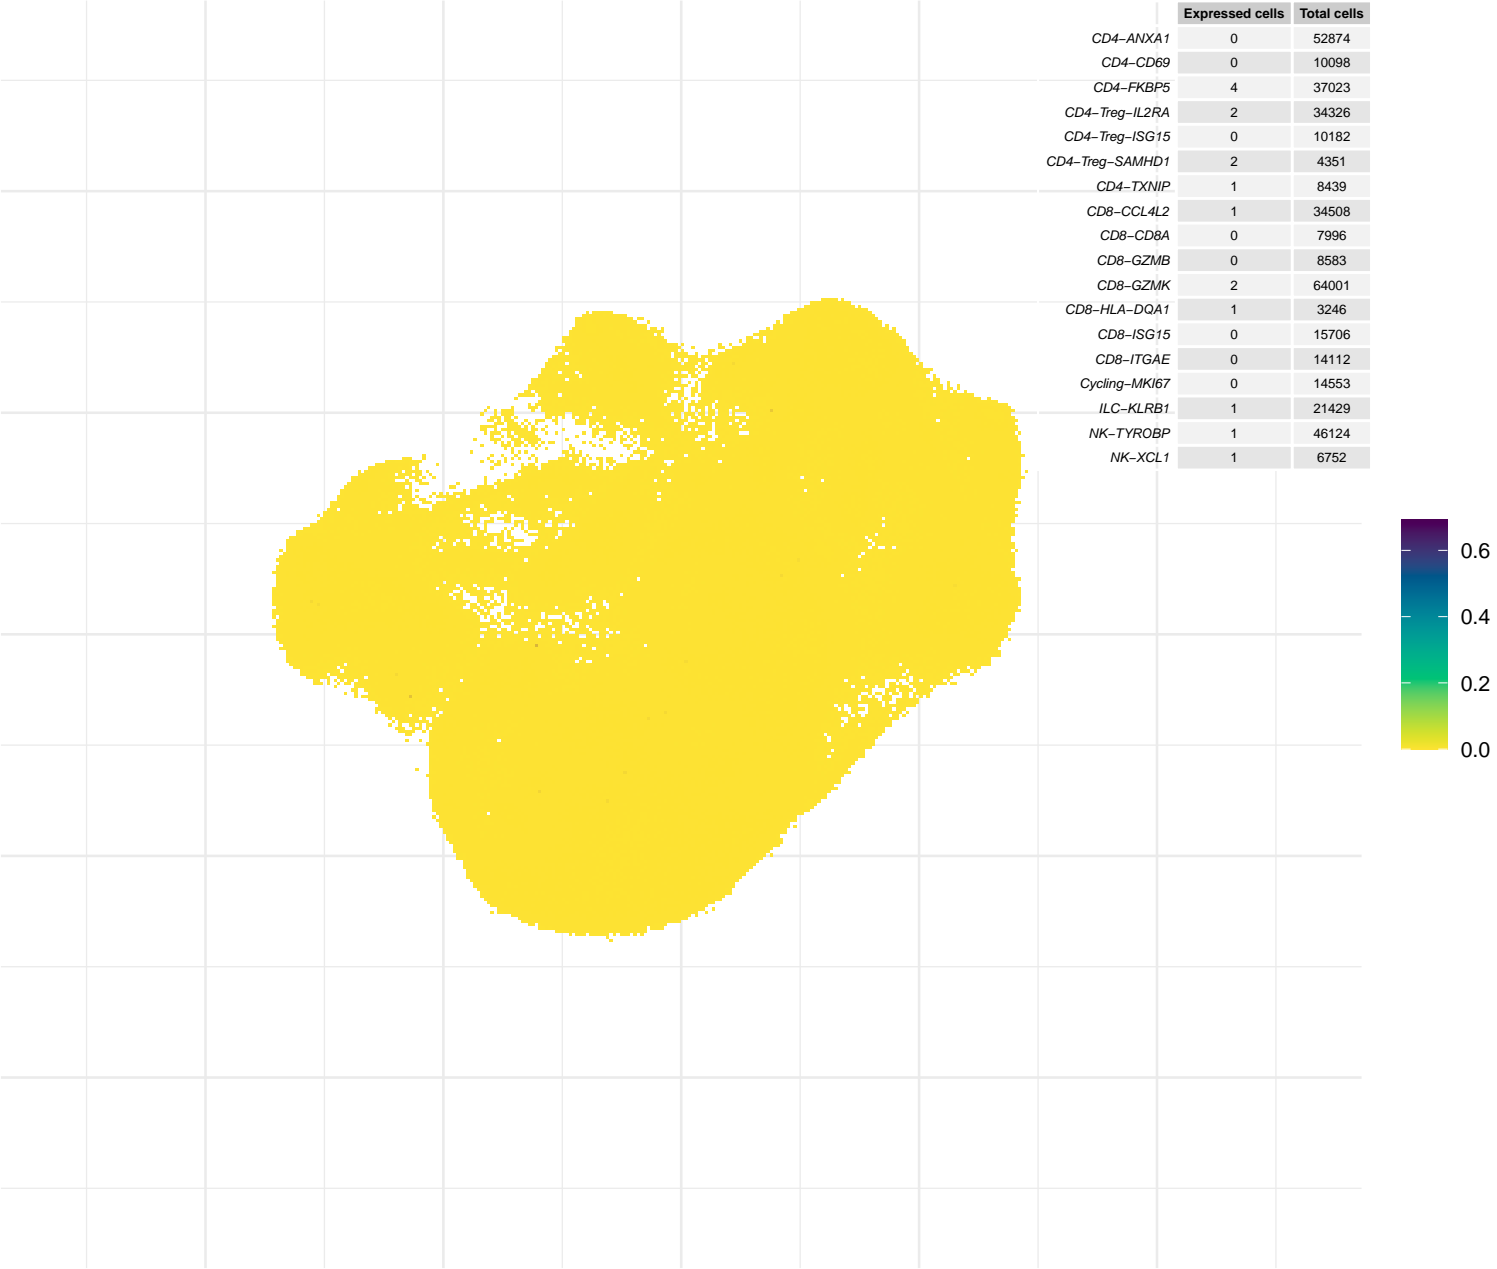 Expressed cells Total cells
CD4−ANXA1 0 52874
CD4−CD69 0 10098
CD4−FKBP5 4 37023
CD4−Treg−IL2RA 2 34326
CD4−Treg−ISG15 0 10182
CD4−Treg−SAMHD1 2 4351
CD4−TXNIP 1 8439
CD8−CCL4L2 1 34508
CD8−CD8A 0 7996
CD8−GZMB 0 8583
CD8−GZMK 2 64001
CD8−HLA−DQA1 1 3246
CD8−ISG15 0 15706
CD8−ITGAE 0 14112
Cycling−MKI67 0 14553
ILC−KLRB1 1 21429
NK−TYROBP 1 46124
NK−XCL1 1 6752
0.6
0.4
0.2
0.0